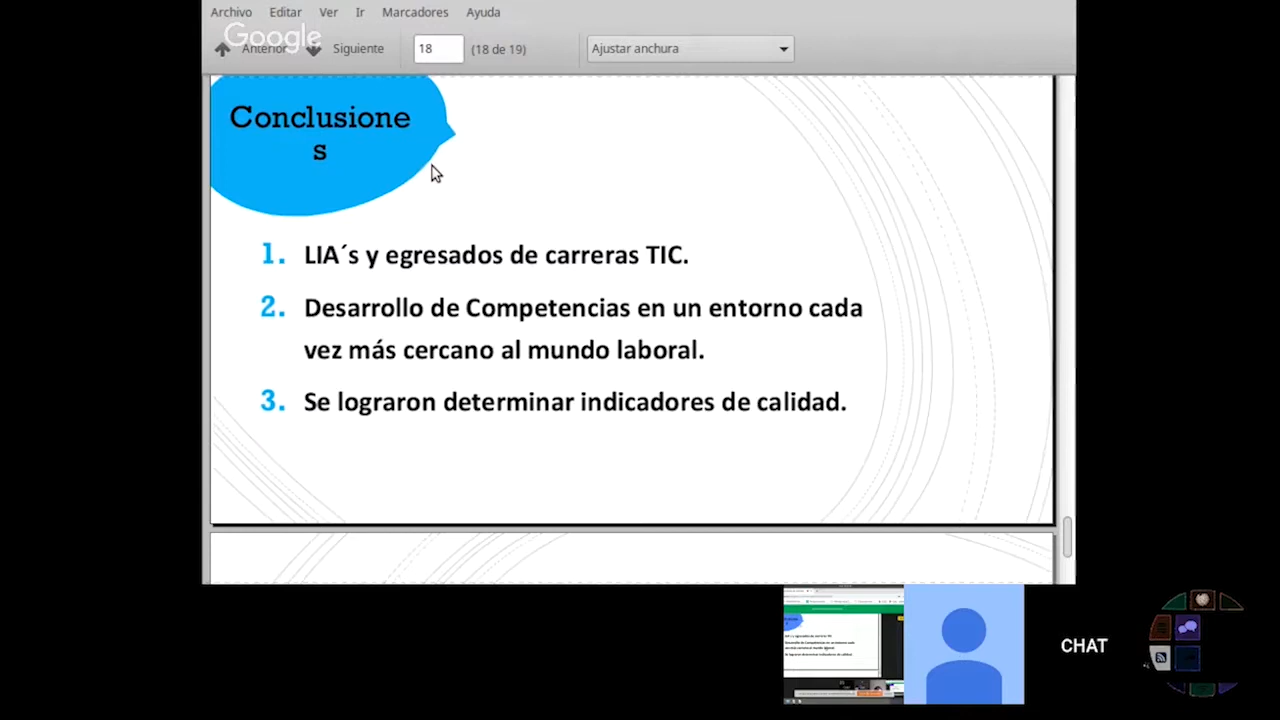 Archivo Editar Ver Ir Marcadores Ayuda
Google
Anterior Siguiente 18 (18 de 19) Ajustar anchura
Conclusione
s
1. LIA´s y egresados de carreras TIC.
2. Desarrollo de Competencias en un entorno cada
vez más cercano al mundo laboral.
3. Se lograron determinar indicadores de calidad.
CHAT